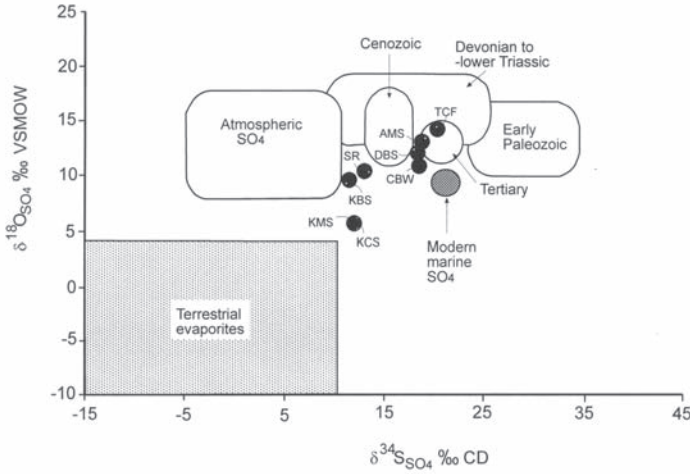 25
20
15
10
5
0
-5
-10
-15
-5
5
15
25
35
45
δ18OSO4 ‰ VSMOW
δ34SSO4 ‰ CD
Cenozoic
Devonian to
-lower Triassic
Atmospheric
SO4
TCF
AMS
DBS
CBW
SR
KBS
KMS
KCS
Early
Paleozoic
Tertiary
Modern
marine
SO4
Terrestrial
evaporites